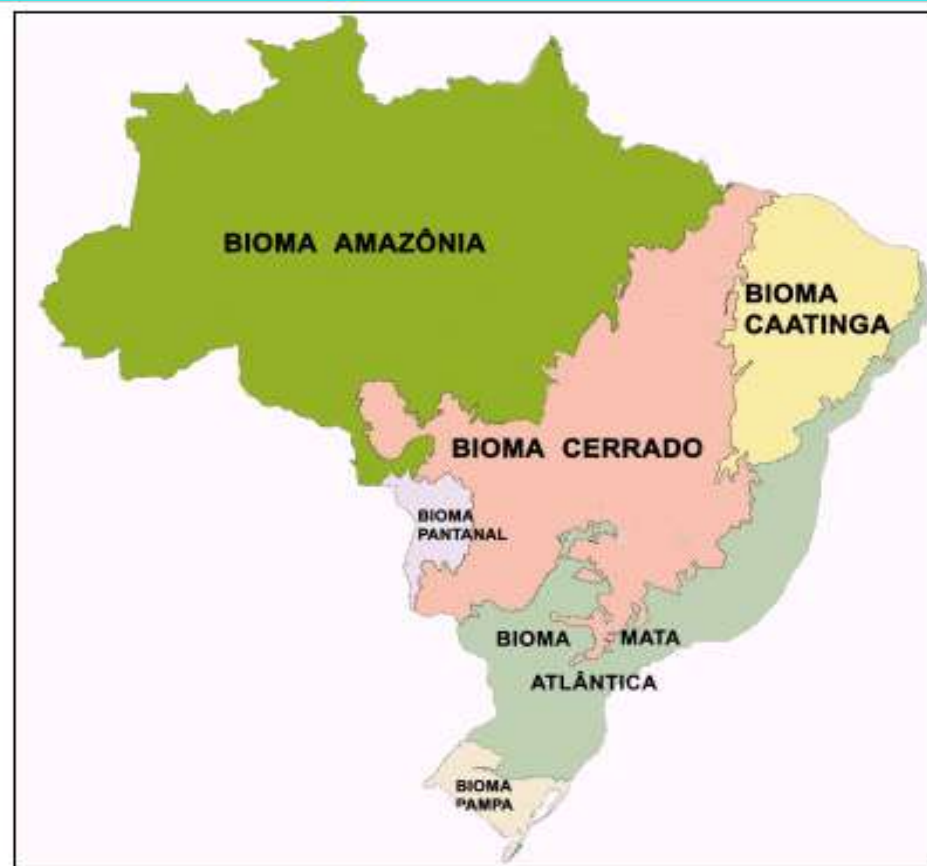 BIOMA AMAZÔNIA
BIOMA
CAATINGA
BIOMA CERRADO
BIOMA
PANTANAL
BIOMA MATA
ATLÂNTICA
BIOMA
PAMPA